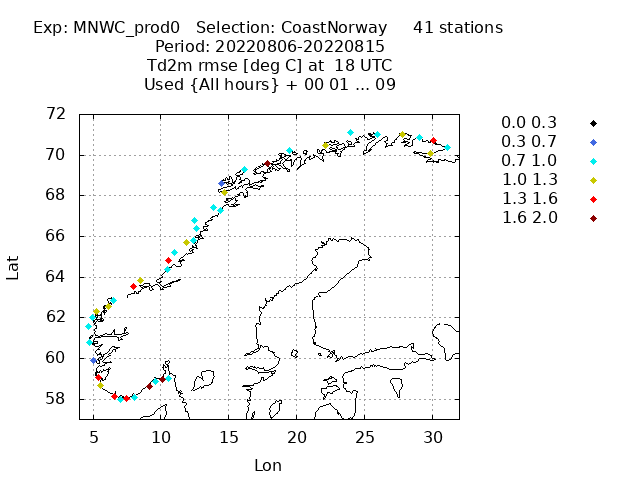 Exp: MNWC_prod0   Selection: CoastNorway     41 stations
Period: 20220806-20220815
Td2m rmse [deg C] at  18 UTC
Used {All hours} + 00 01 ... 09
0.0 0.3
0.3 0.7
0.7 1.0
1.0 1.3
1.3 1.6
1.6 2.0
72
70
68
66
64
62
60
58
Lat
5 10 15 20 25 30
Lon